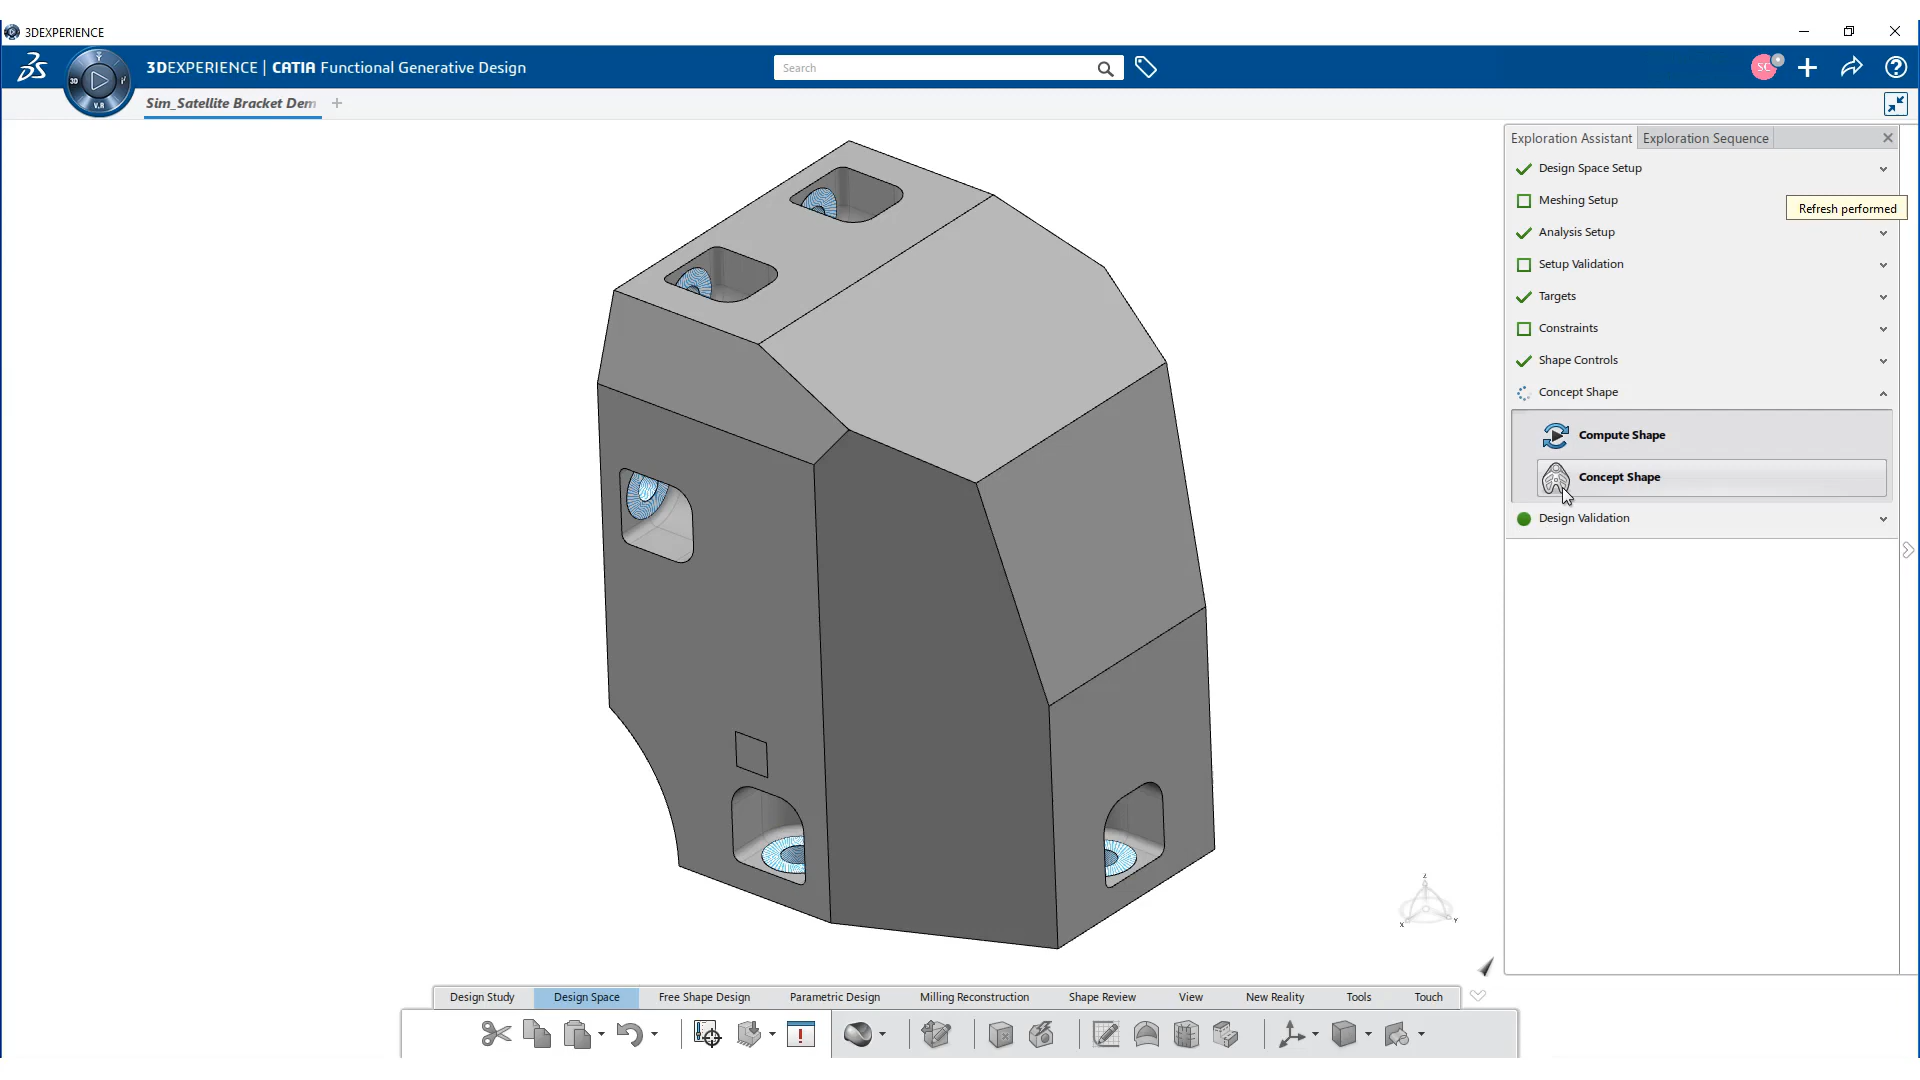 3DEXPERIENCE
3DEXPERIENCE | CATIA Functional Generative Design
3D
V.R
Search
SC
Sim_Satellite Bracket Dem
Exploration Assistant
Exploration Sequence
Design Space Setup
Meshing Setup
Refresh performed
Analysis Setup
Setup Validation
Targets
Constraints
Shape Controls
Concept Shape
Compute Shape
Concept Shape
Design Validation
Z
X
Y
Design Study
Design Space
Free Shape Design
Parametric Design
Milling Reconstruction
Shape Review
View
New Reality
Tools
Touch